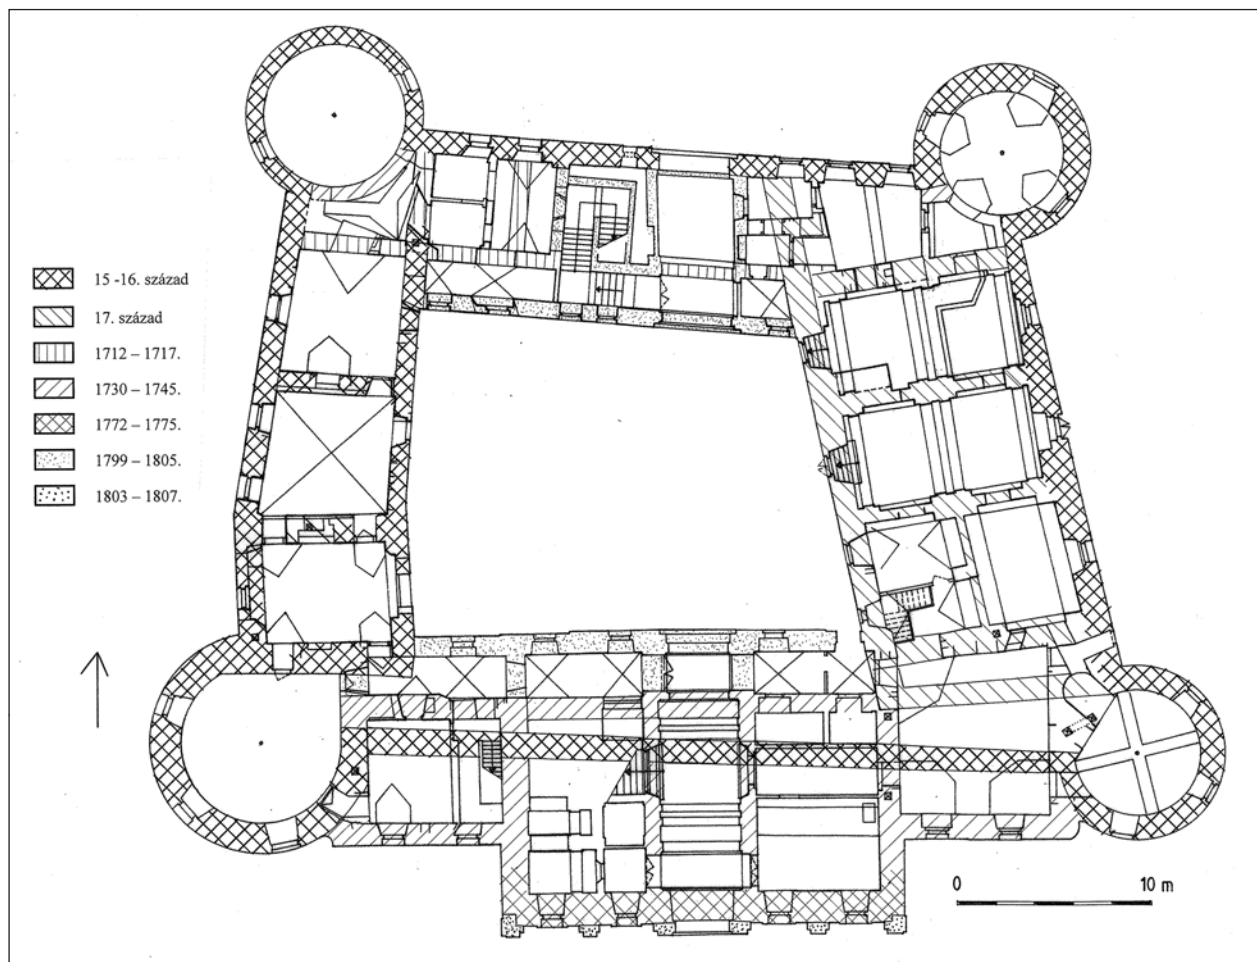 15 -16. század
17. század
1712 – 1717.
1730 – 1745.
1772 – 1775.
1799 – 1805.
1803 – 1807.
0 10 m